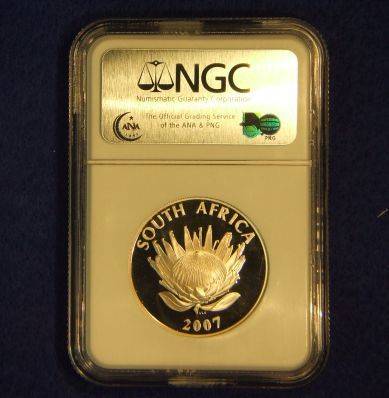 NGC
Numismatic Guaranty Corporation
The Official Grading Service
of the ANA & PNG
ANA
PNG
SOUTH AFRICA
2007